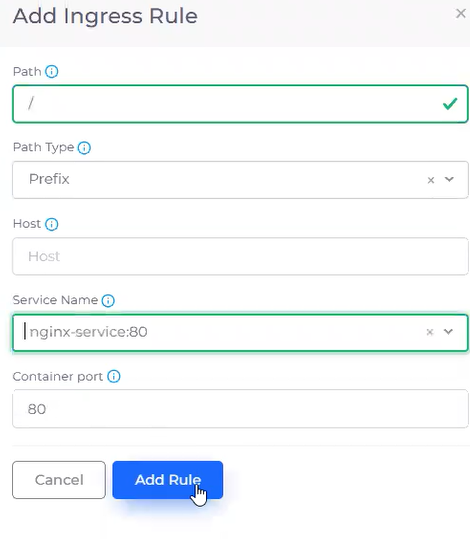 Add Ingress Rule
Path
/
Path Type
Prefix
Host
Host
Service Name
nginx-service:80
Container port
80
Cancel Add Rule